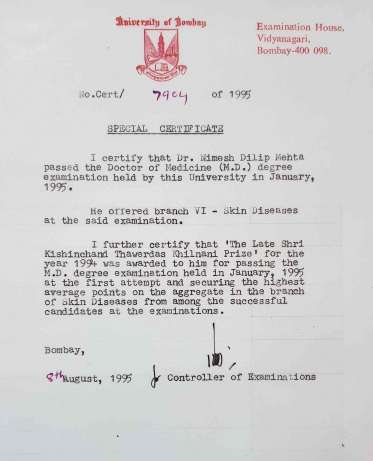 University of Bombay
Examination House,
Vidyanagari,
Bombay-400 098.
No.Cert/ 7904 of 1995
SPECIAL CERTIFICATE
I certify that Dr. Nimesh Dilip Mehta
passed the Doctor of Medicine (M.D.) degree
examination held by this University in January,
1995.
He offered branch VI - Skin Diseases
at the said examination.
I further certify that 'The Late Shri
Kishinchand Thawerdas Khilnani Prize' for the
year 1994 was awarded to him for passing the
M.D. degree examination held in January, 1995
at the first attempt and securing the highest
average points on the aggregate in the branch
of Skin Diseases from among the successful
candidates at the examinations.
Bombay,
8th August, 1995
Controller of Examinations